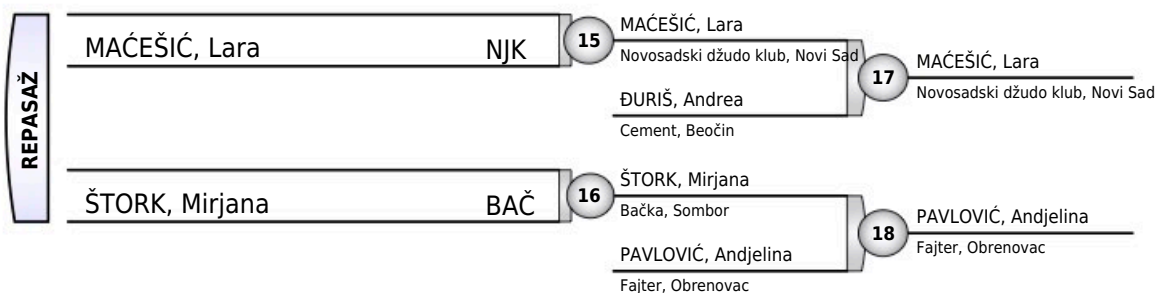 REPASAŽ
MAĆEŠIĆ, Lara NJK
15
MAĆEŠIĆ, Lara
Novosadski džudo klub, Novi Sad
ĐURIŠ, Andrea
Cement, Beočin
17
MAĆEŠIĆ, Lara
Novosadski džudo klub, Novi Sad
ŠTORK, Mirjana BAČ
16
ŠTORK, Mirjana
Bačka, Sombor
PAVLOVIĆ, Andjelina
Fajter, Obrenovac
18
PAVLOVIĆ, Andjelina
Fajter, Obrenovac